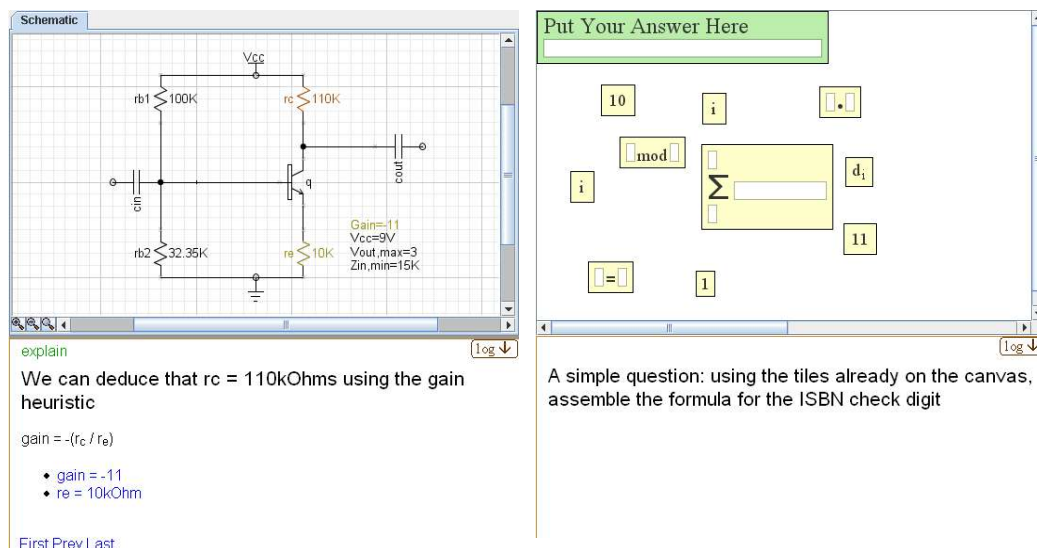 Schematic
Vcc
rb1 100K
rc 110K
cout
q
cin
rb2 32.35K
re 10K
Gain=-11
Vcc=9V
Vout,max=3
Zin,min=15K
explain
log
We can deduce that rc = 110kOhms using the gain
heuristic
gain = -(rc / re)
gain = -11
re = 10kOhm
First Prev Last
Put Your Answer Here
10
i
.
mod
Σ
i
di
11
=
1
log
A simple question: using the tiles already on the canvas,
assemble the formula for the ISBN check digit